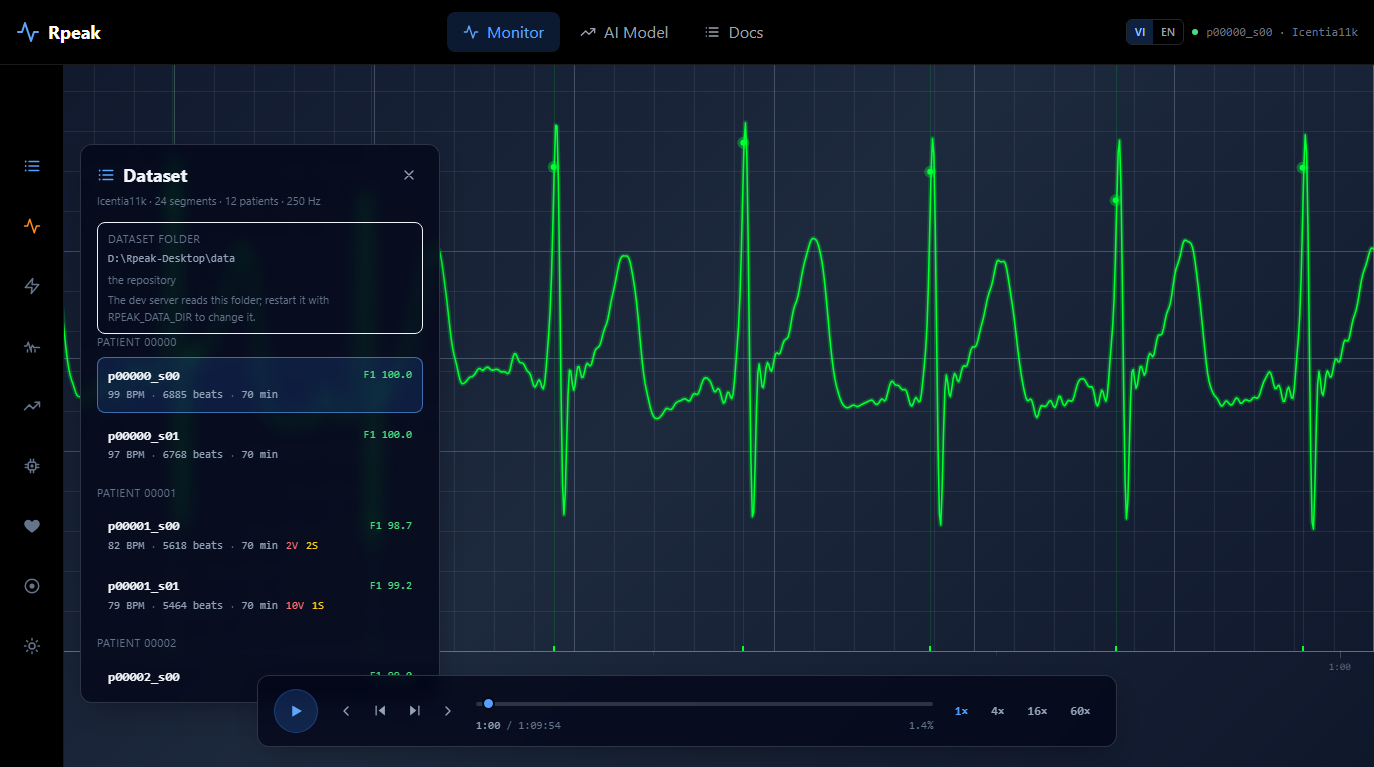 Rpeak
Monitor
AI Model
Docs
VI EN
p00000_s00 · Icentia11k
Dataset
Icentia11k · 24 segments · 12 patients · 250 Hz
DATASET FOLDER
D:\Rpeak-Desktop\data
the repository
The dev server reads this folder; restart it with
RPEAK_DATA_DIR to change it.
PATIENT 00000
p00000_s00 F1 100.0
99 BPM · 6885 beats · 70 min
p00000_s01 F1 100.0
97 BPM · 6768 beats · 70 min
PATIENT 00001
p00001_s00 F1 98.7
82 BPM · 5618 beats · 70 min 2V 2S
p00001_s01 F1 99.2
79 BPM · 5464 beats · 70 min 10V 1S
PATIENT 00002
p00002_s00
1:00
1:00 / 1:09:54
1.4%
1x 4x 16x 60x